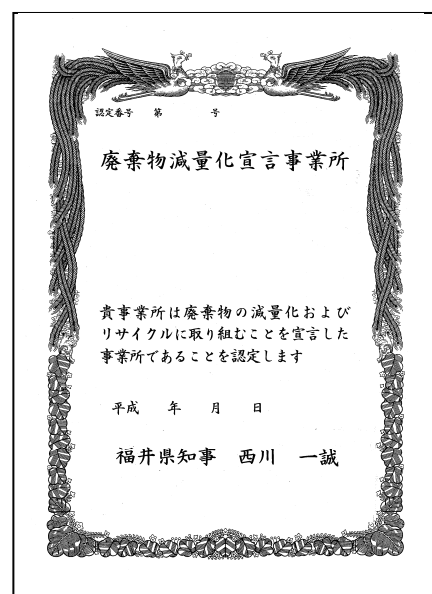 認定番号　第　　　　号
廃棄物減量化宣言事業所
貴事業所は廃棄物の減量化および
リサイクルに取り組むことを宣言した
事業所であることを認定します
平成　　年　　月　　日
福井県知事　西川　一誠